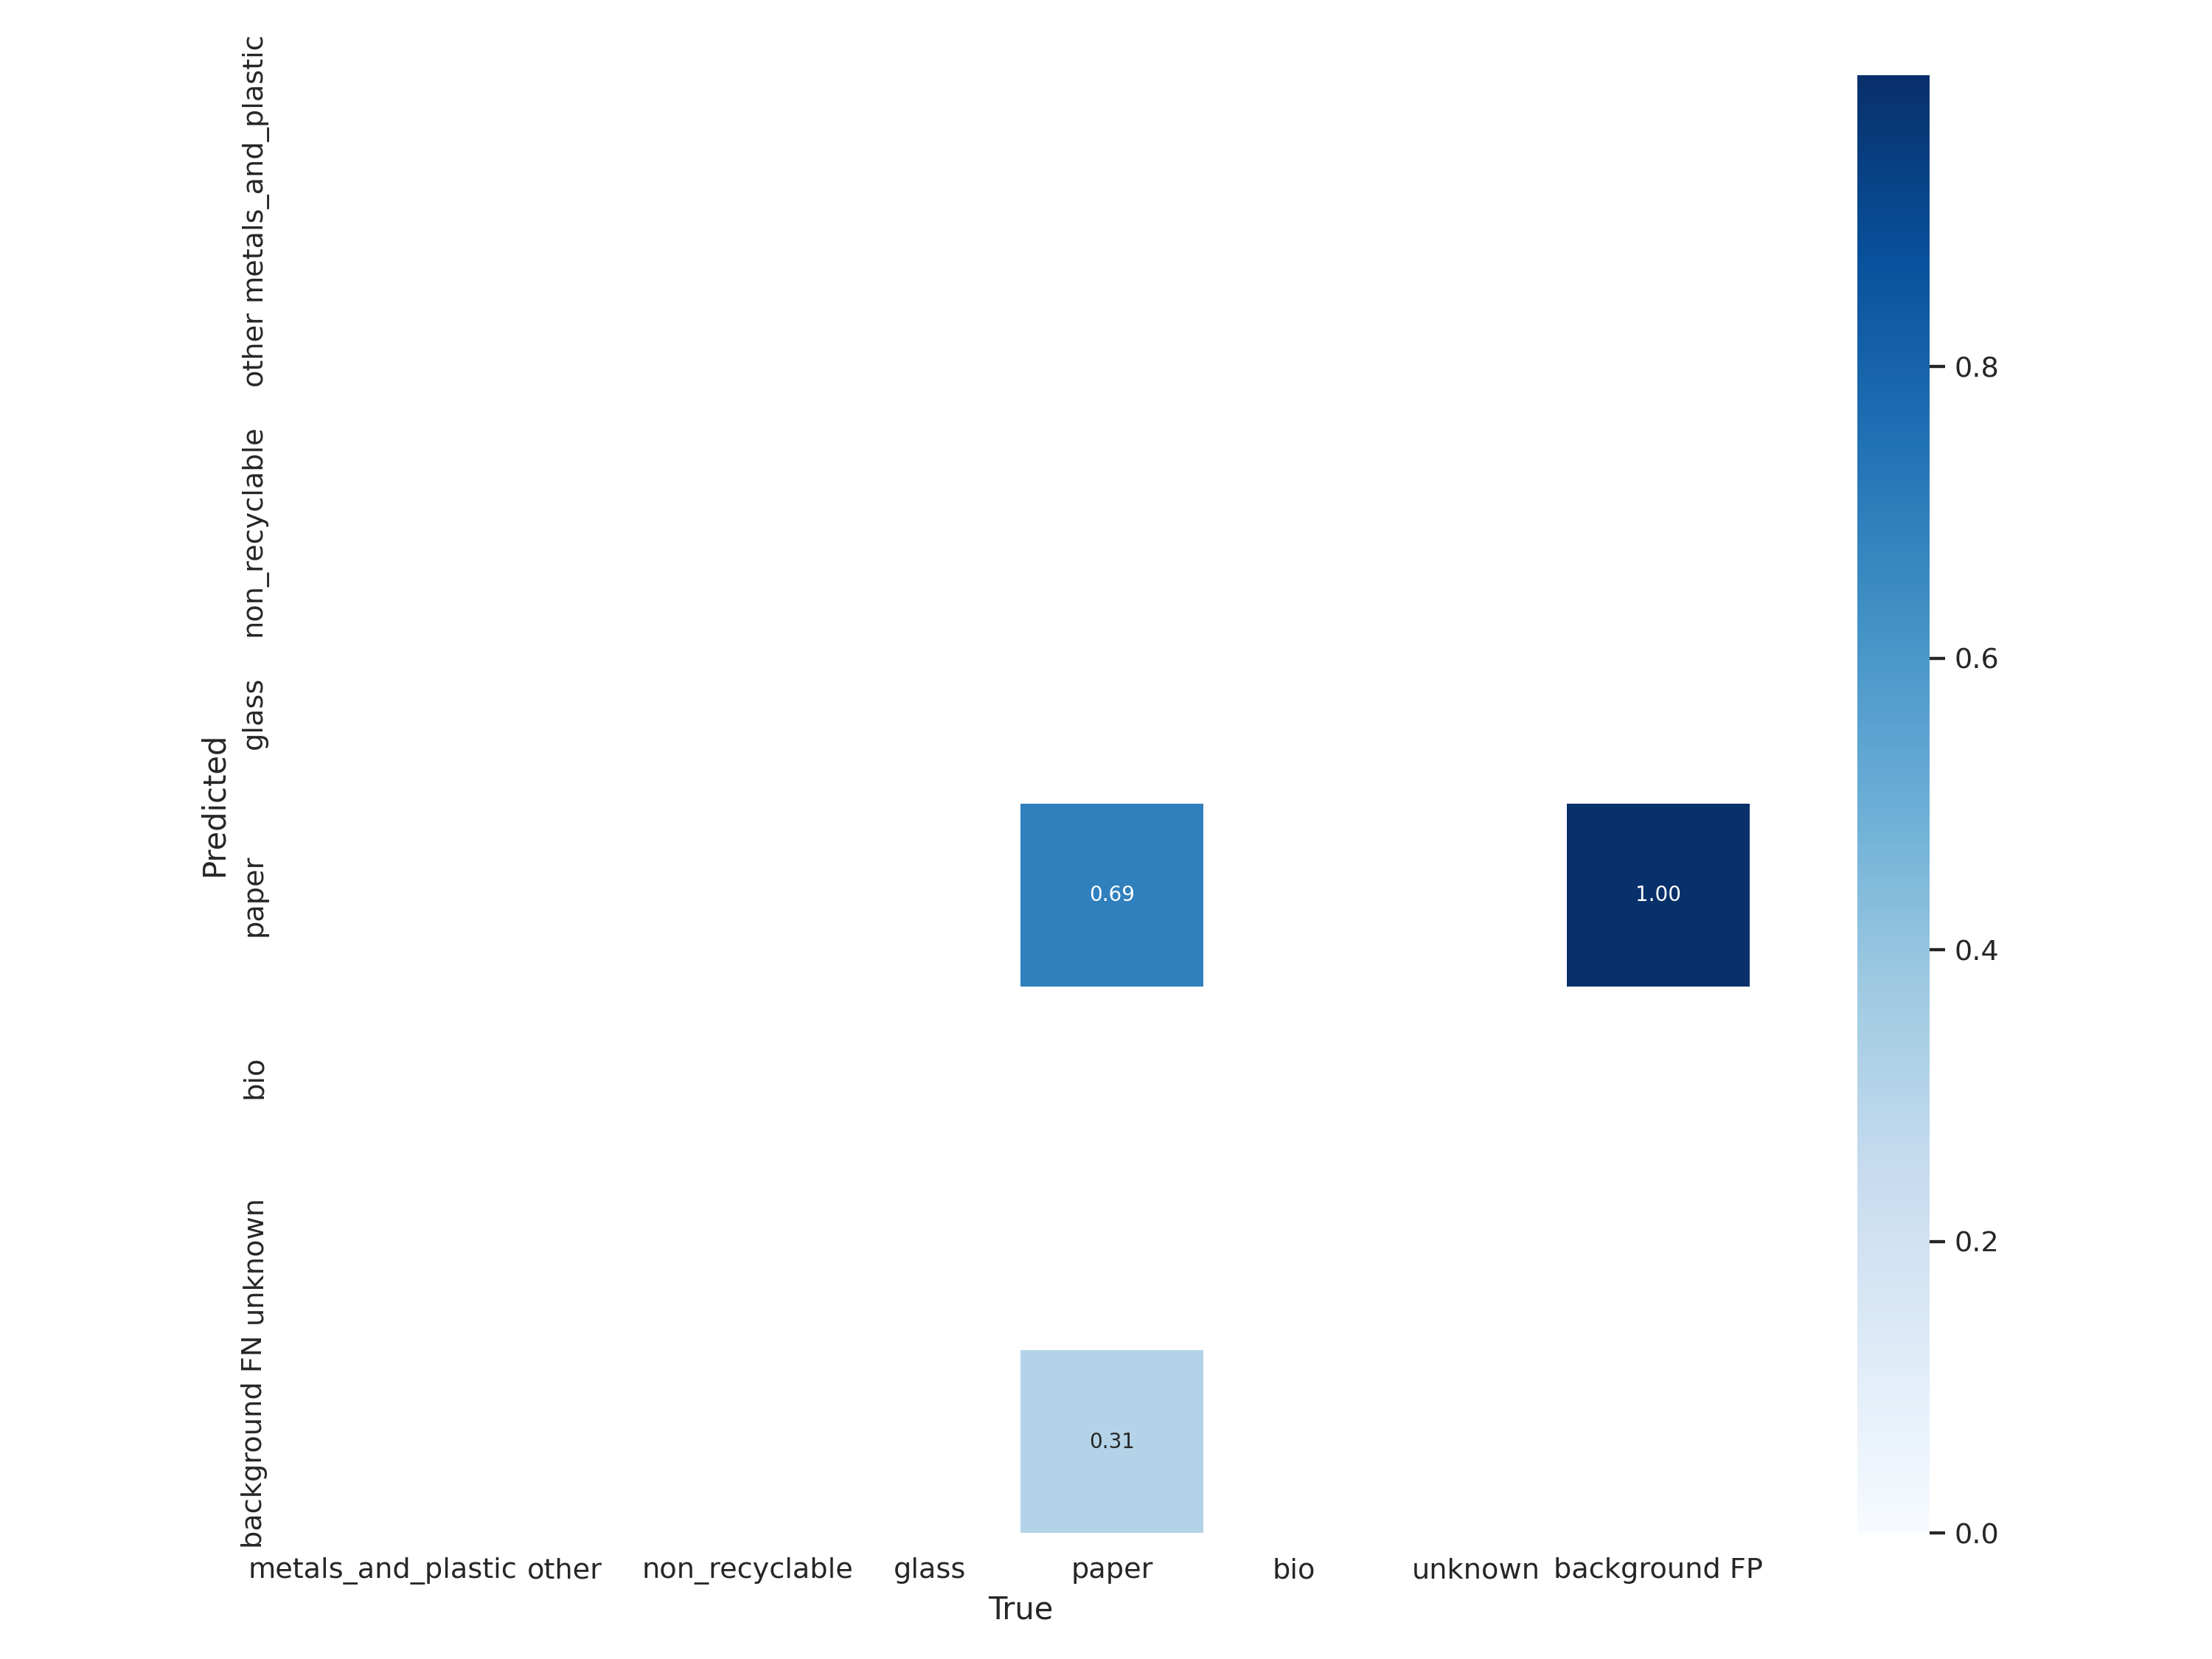 Predicted
other metals_and_plastic
non_recyclable
glass
paper
bio
background FN unknown
0.69
1.00
0.31
0.8
0.6
0.4
0.2
0.0
metals_and_plastic other non_recyclable glass paper bio unknown background FP
True